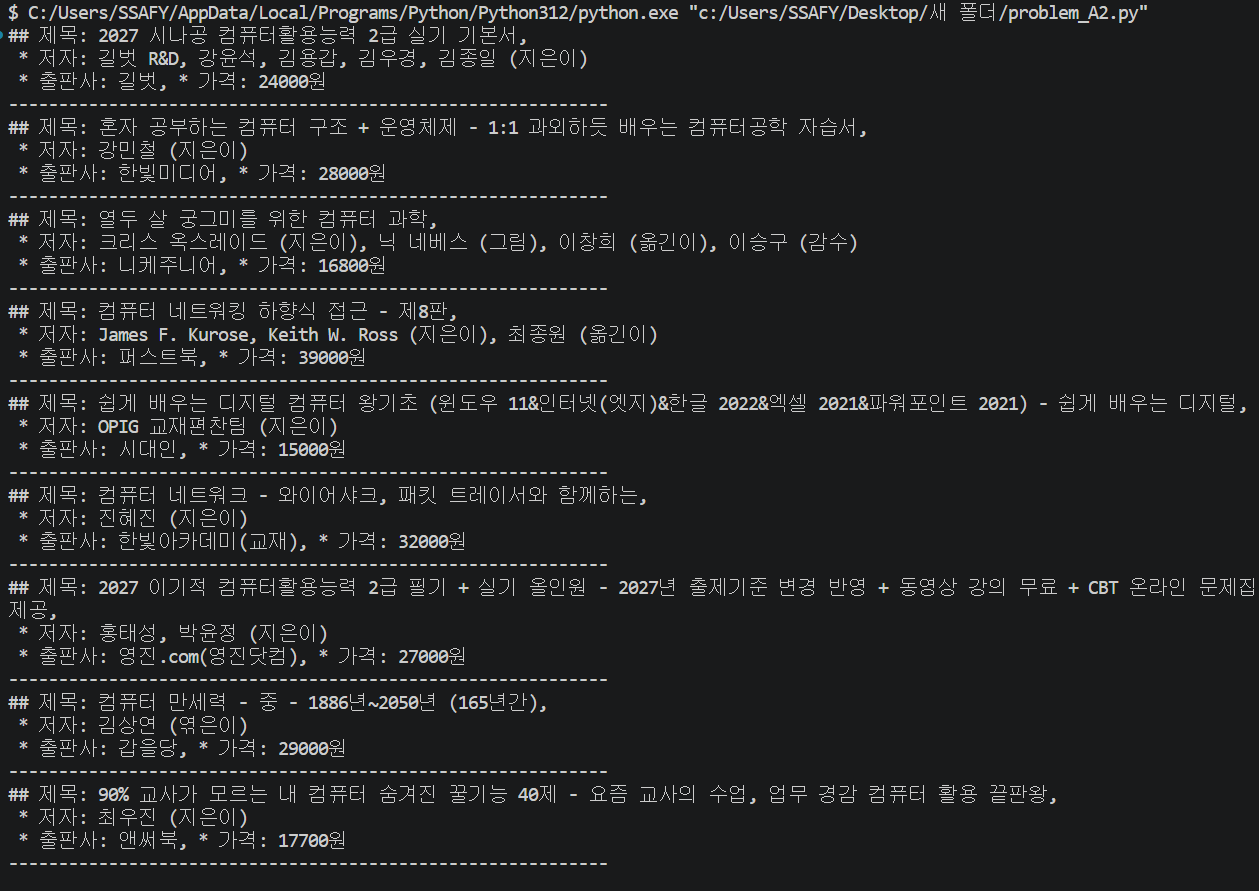 $ C:/Users/SSAFY/AppData/Local/Programs/Python/Python312/python.exe "c:/Users/SSAFY/Desktop/새 폴더/problem_A2.py"
## 제목: 2027 시나공 컴퓨터활용능력 2급 실기 기본서,
 * 저자: 길벗 R&D, 강윤석, 김용갑, 김우경, 김종일 (지은이)
 * 출판사: 길벗, * 가격: 24000원
------------------------------------------------------------
## 제목: 혼자 공부하는 컴퓨터 구조 + 운영체제 - 1:1 과외하듯 배우는 컴퓨터공학 자습서,
 * 저자: 강민철 (지은이)
 * 출판사: 한빛미디어, * 가격: 28000원
------------------------------------------------------------
## 제목: 열두 살 궁그미를 위한 컴퓨터 과학,
 * 저자: 크리스 옥스레이드 (지은이), 닉 네베스 (그림), 이창희 (옮긴이), 이승구 (감수)
 * 출판사: 니케주니어, * 가격: 16800원
------------------------------------------------------------
## 제목: 컴퓨터 네트워킹 하향식 접근 - 제8판,
 * 저자: James F. Kurose, Keith W. Ross (지은이), 최종원 (옮긴이)
 * 출판사: 퍼스트북, * 가격: 39000원
------------------------------------------------------------
## 제목: 쉽게 배우는 디지털 컴퓨터 왕기초 (윈도우 11&인터넷(엣지)&한글 2022&엑셀 2021&파워포인트 2021) - 쉽게 배우는 디지털,
 * 저자: OPIG 교재편찬팀 (지은이)
 * 출판사: 시대인, * 가격: 15000원
------------------------------------------------------------
## 제목: 컴퓨터 네트워크 - 와이어샤크, 패킷 트레이서와 함께하는,
 * 저자: 진혜진 (지은이)
 * 출판사: 한빛아카데미(교재), * 가격: 32000원
------------------------------------------------------------
## 제목: 2027 이기적 컴퓨터활용능력 2급 필기 + 실기 올인원 - 2027년 출제기준 변경 반영 + 동영상 강의 무료 + CBT 온라인 문제집
제공,
 * 저자: 홍태성, 박윤정 (지은이)
 * 출판사: 영진.com(영진닷컴), * 가격: 27000원
------------------------------------------------------------
## 제목: 컴퓨터 만세력 - 중 - 1886년~2050년 (165년간),
 * 저자: 김상연 (엮은이)
 * 출판사: 갑을당, * 가격: 29000원
------------------------------------------------------------
## 제목: 90% 교사가 모르는 내 컴퓨터 숨겨진 꿀기능 40제 - 요즘 교사의 수업, 업무 경감 컴퓨터 활용 끝판왕,
 * 저자: 최우진 (지은이)
 * 출판사: 앤써북, * 가격: 17700원
------------------------------------------------------------